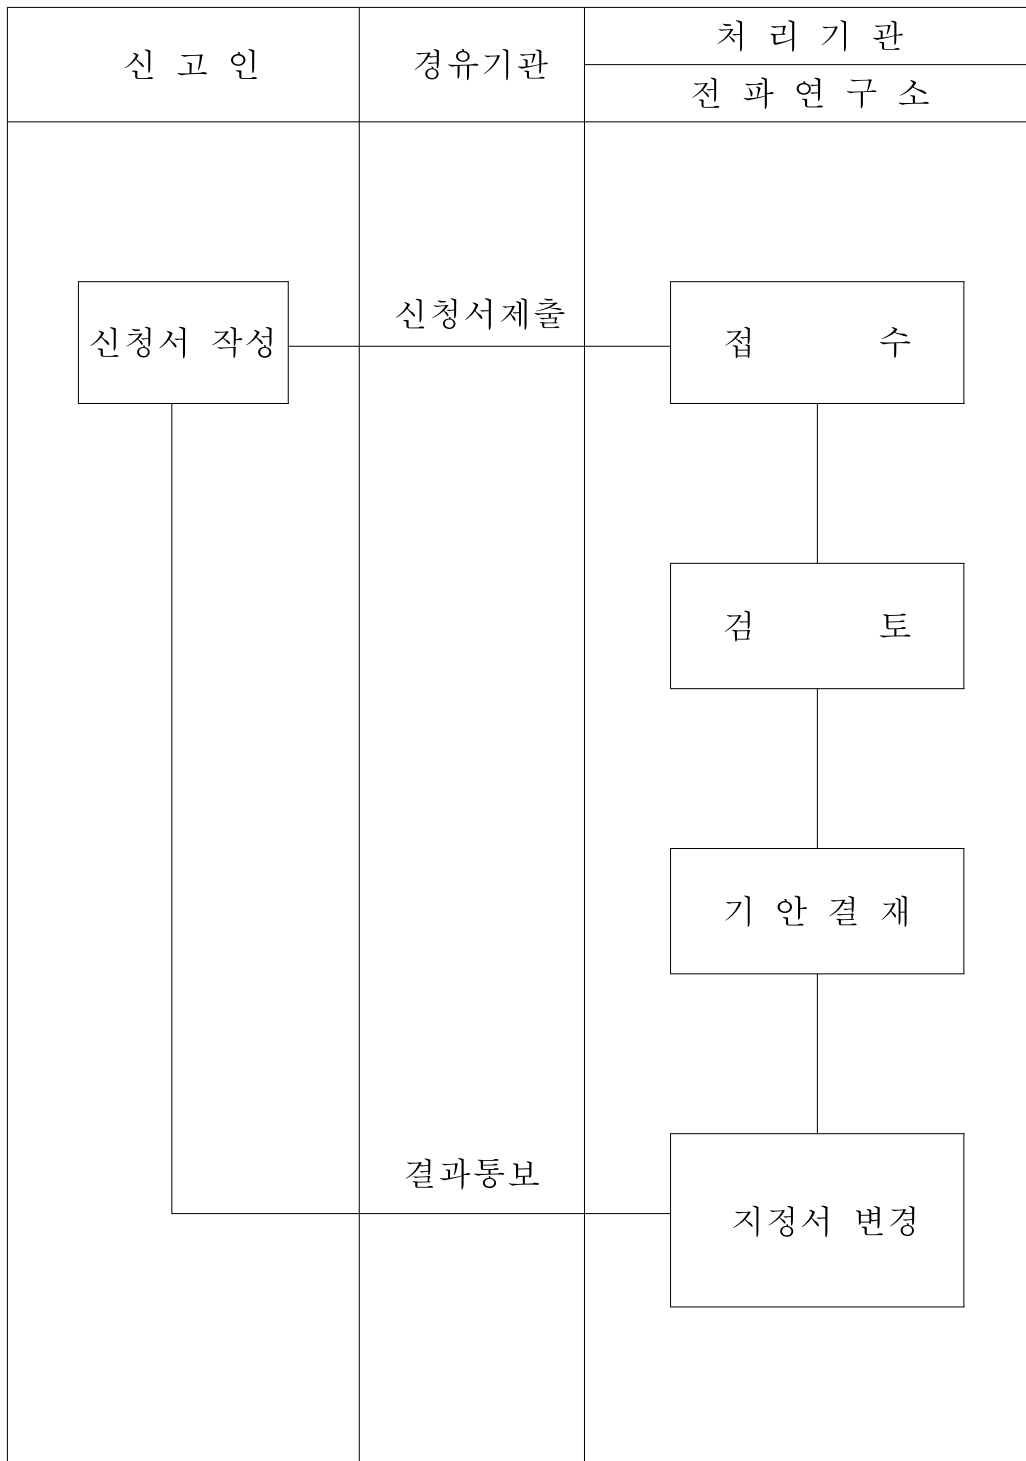 신 고 인
경유기관
처 리 기 관
전 파 연 구 소
신청서 작성
신청서제출
접 수
검 토
기 안 결 재
결과통보
지정서 변경